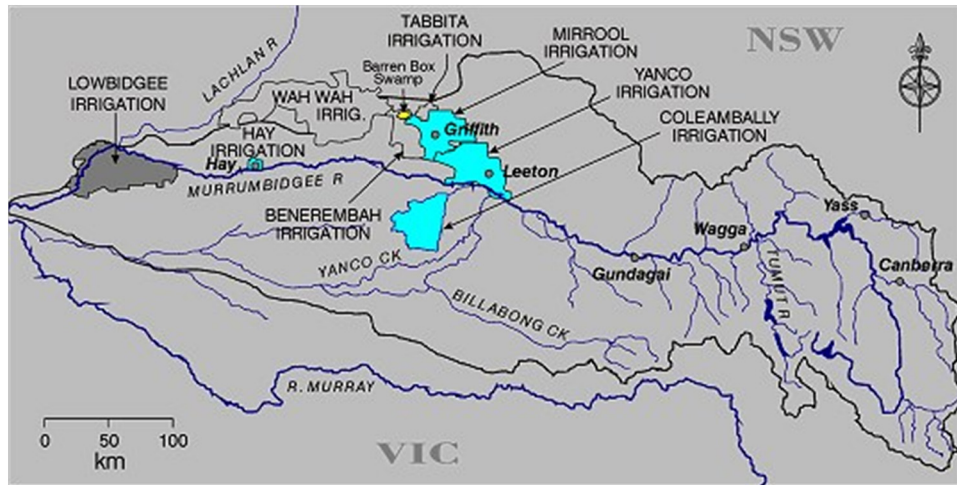 TABBITA
IRRIGATION
MIRROOL
IRRIGATION
NSW
LACHLAN R
Barren Box
Swamp
YANCO
IRRIGATION
LOWBIDGEE
IRRIGATION
WAH WAH
IRRIG.
COLEAMBALLY
IRRIGATION
HAY
IRRIGATION
Griffith
Hay
Leeton
MURRUMBIDGEE R
BENEREMBAH
IRRIGATION
Yass
Wagga
YANCO CK
Gundagai
TUMUT R
Canbarra
BILLABONG CK
R. MURRAY
0 50 100
km
VIC